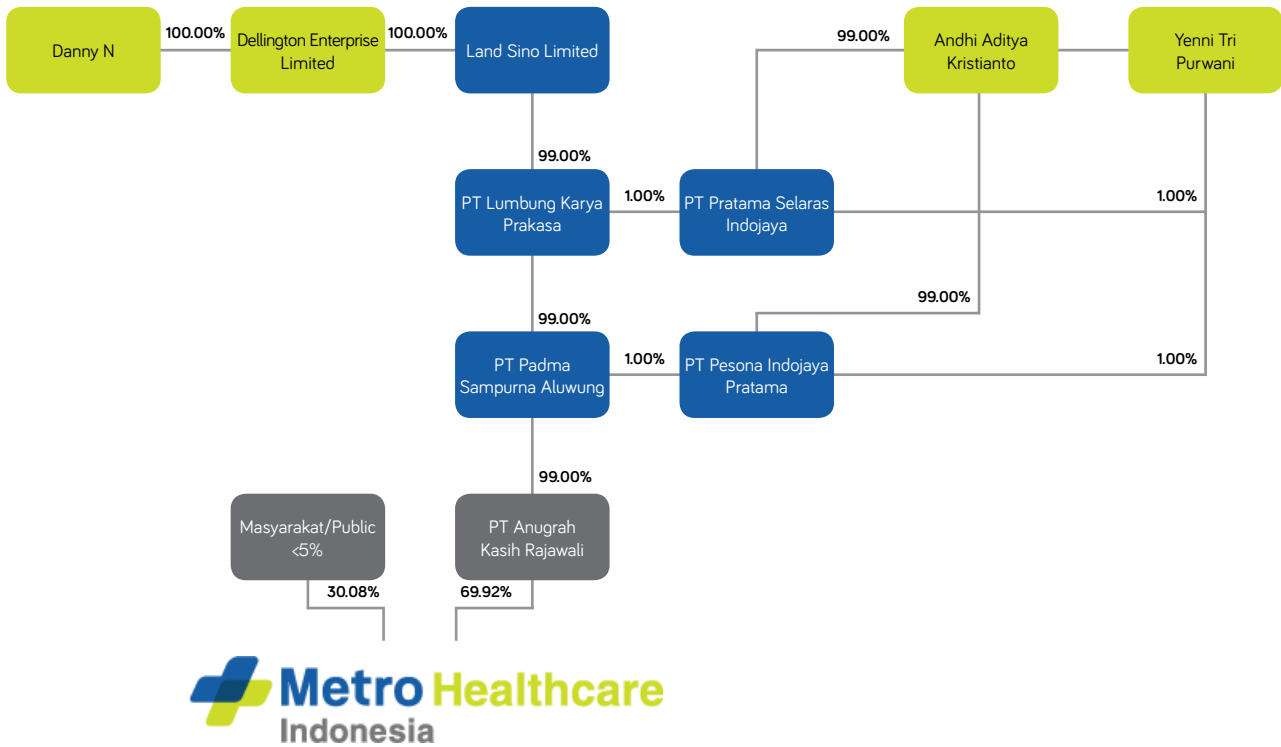 Danny N
100.00%
Dellington Enterprise
Limited
100.00%
Land Sino Limited
99.00%
Andhi Aditya
Kristianto
Yenni Tri
Purwani
99.00%
PT Lumbung Karya
Prakasa
1.00%
PT Pratama Selaras
Indojaya
1.00%
99.00%
99.00%
PT Padma
Sampurna Aluwung
1.00%
PT Pesona Indojaya
Pratama
1.00%
99.00%
Masyarakat/Public
<5%
PT Anugrah
Kasih Rajawali
30.08%
69.92%
Metro Healthcare
Indonesia